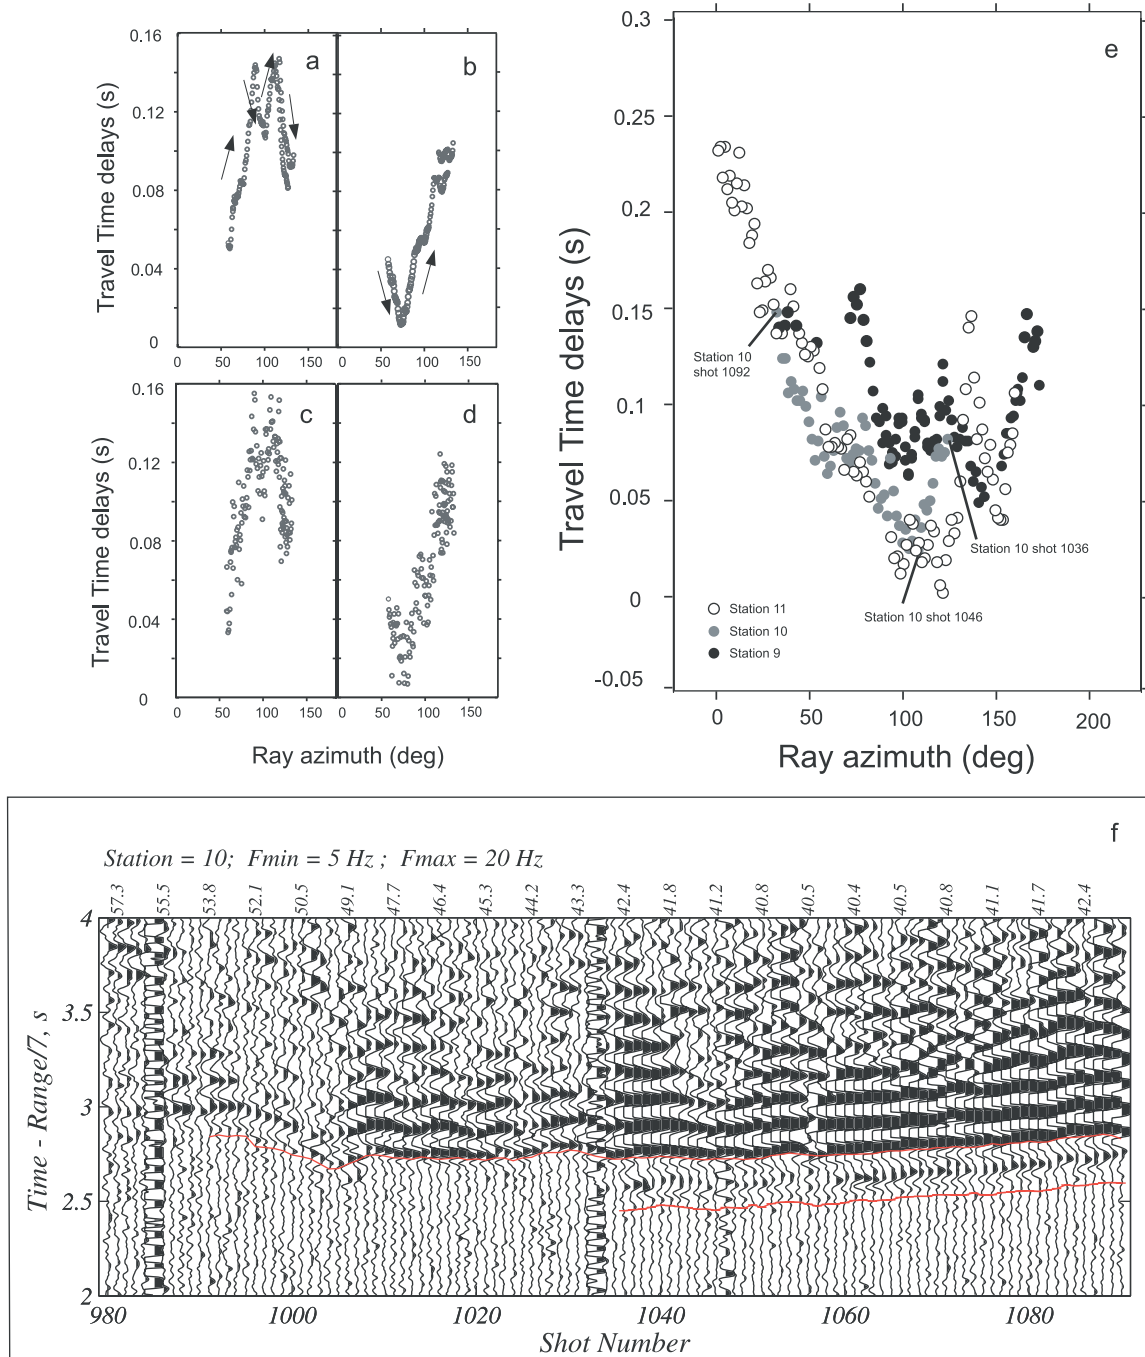 0.16
0.12
0.08
0.04
0
Travel Time delays (s)
a
b
0 50 100 150
0 50 100 150
0.16
0.12
0.08
0.04
0
Travel Time delays (s)
c
d
0 50 100 150
0 50 100 150
Ray azimuth (deg)
0.3
0.25
0.2
0.15
0.1
0.05
0
-0.05
Travel Time delays (s)
e
Station 10
shot 1092
Station 10 shot 1036
Station 10 shot 1046
Station 11
Station 10
Station 9
0 50 100 150 200
Ray azimuth (deg)
f
Station = 10; Fmin = 5 Hz ; Fmax = 20 Hz
57.3 55.5 53.8 52.1 50.5 49.1 47.7 46.4 45.3 44.2 43.3 42.4 41.8 41.2 40.8 40.5 40.4 40.5 40.8 41.1 41.7 42.4
4
3.5
3
2.5
2
Time - Range/7, s
980 1000 1020 1040 1060 1080
Shot Number